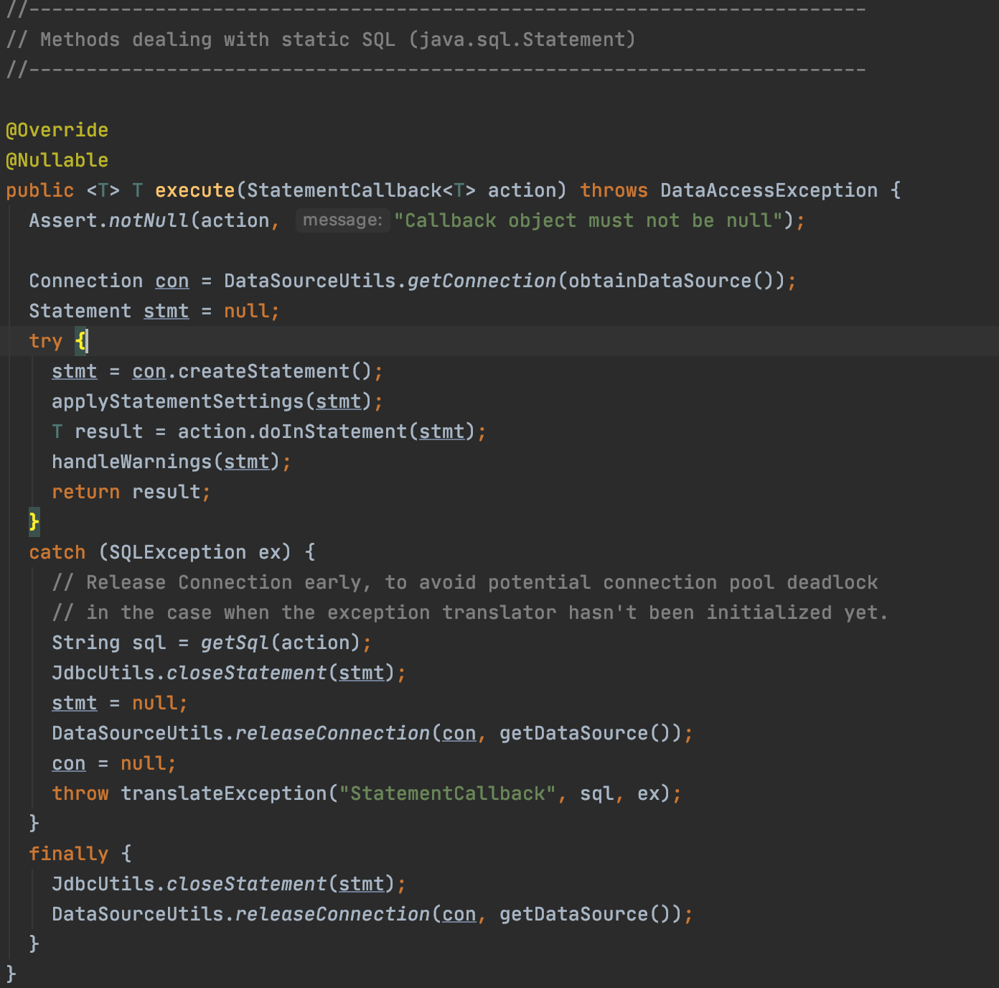 //-------------------------------------------------------------------------
// Methods dealing with static SQL (java.sql.Statement)
//-------------------------------------------------------------------------
@Override
@Nullable
public <T> T execute(StatementCallback<T> action) throws DataAccessException {
Assert.notNull(action, message: "Callback object must not be null");
Connection con = DataSourceUtils.getConnection(obtainDataSource());
Statement stmt = null;
try {
stmt = con.createStatement();
applyStatementSettings(stmt);
T result = action.doInStatement(stmt);
handleWarnings(stmt);
return result;
}
catch (SQLException ex) {
// Release Connection early, to avoid potential connection pool deadlock
// in the case when the exception translator hasn't been initialized yet.
String sql = getSql(action);
JdbcUtils.closeStatement(stmt);
stmt = null;
DataSourceUtils.releaseConnection(con, getDataSource());
con = null;
throw translateException("StatementCallback", sql, ex);
}
finally {
JdbcUtils.closeStatement(stmt);
DataSourceUtils.releaseConnection(con, getDataSource());
}
}